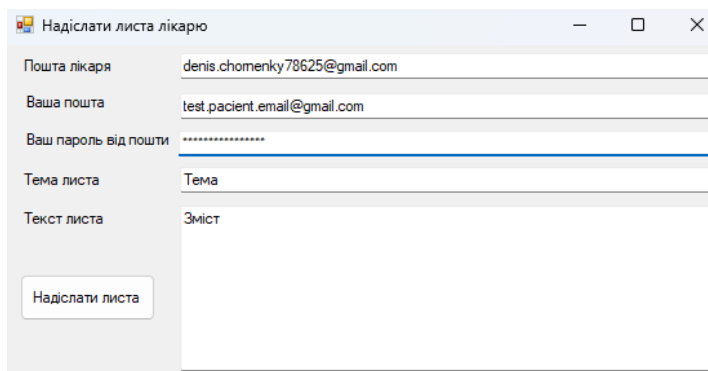 Надіслати листа лікарю
Пошта лікаря denis.chornenky78625@gmail.com
Ваша пошта test.pacient.email@gmail.com
Ваш пароль від пошти ****************
Тема листа Тема
Текст листа Зміст
Надіслати листа